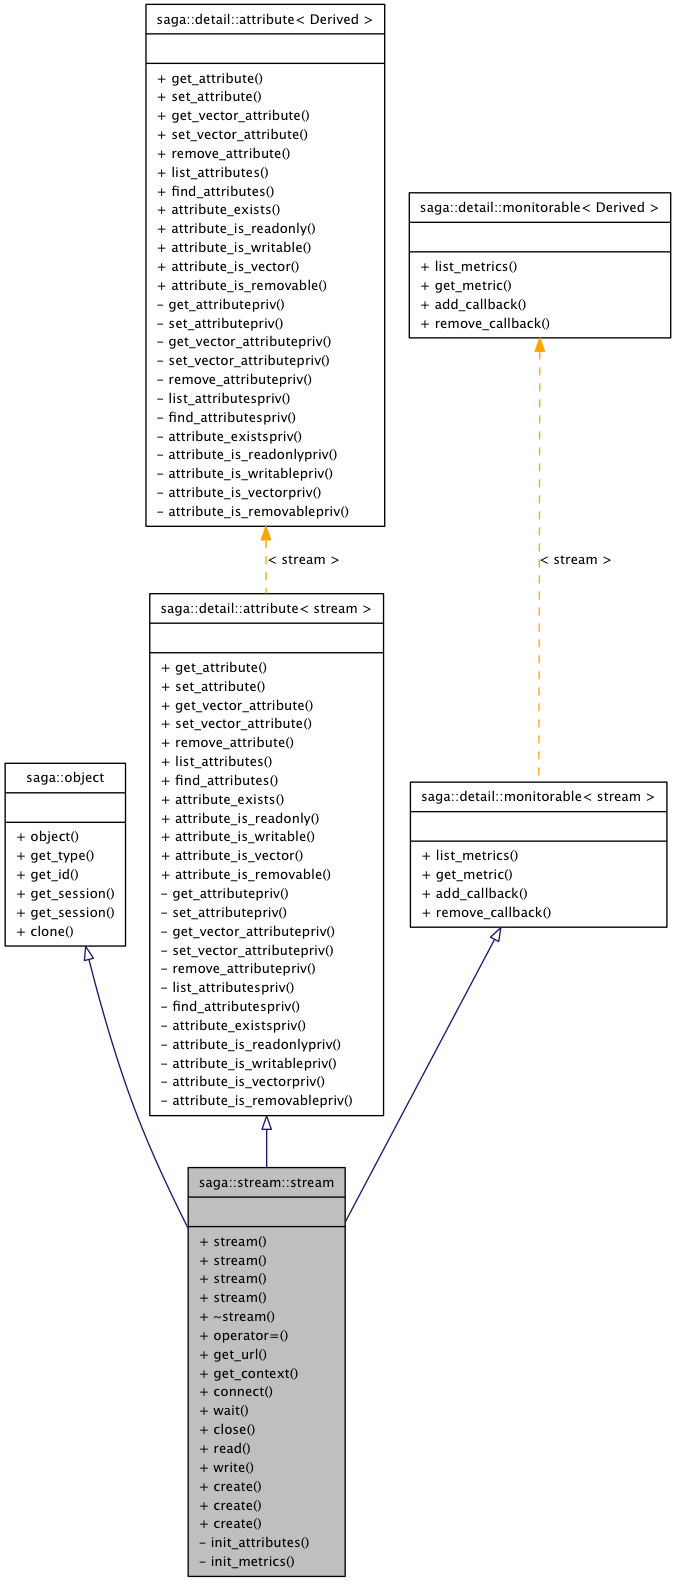 saga::detail::attribute< Derived >
+ get_attribute()
+ set_attribute()
+ get_vector_attribute()
+ set_vector_attribute()
+ remove_attribute()
+ list_attributes()
+ find_attributes()
+ attribute_exists()
+ attribute_is_readonly()
+ attribute_is_writable()
+ attribute_is_vector()
+ attribute_is_removable()
- get_attributepriv()
- set_attributepriv()
- get_vector_attributepriv()
- set_vector_attributepriv()
- remove_attributepriv()
- list_attributespriv()
- find_attributespriv()
- attribute_existspriv()
- attribute_is_readonlypriv()
- attribute_is_writablepriv()
- attribute_is_vectorpriv()
- attribute_is_removablepriv()
saga::detail::monitorable< Derived >
+ list_metrics()
+ get_metric()
+ add_callback()
+ remove_callback()
< stream >
< stream >
saga::object
+ object()
+ get_type()
+ get_id()
+ get_session()
+ get_session()
+ clone()
saga::detail::attribute< stream >
+ get_attribute()
+ set_attribute()
+ get_vector_attribute()
+ set_vector_attribute()
+ remove_attribute()
+ list_attributes()
+ find_attributes()
+ attribute_exists()
+ attribute_is_readonly()
+ attribute_is_writable()
+ attribute_is_vector()
+ attribute_is_removable()
- get_attributepriv()
- set_attributepriv()
- get_vector_attributepriv()
- set_vector_attributepriv()
- remove_attributepriv()
- list_attributespriv()
- find_attributespriv()
- attribute_existspriv()
- attribute_is_readonlypriv()
- attribute_is_writablepriv()
- attribute_is_vectorpriv()
- attribute_is_removablepriv()
saga::detail::monitorable< stream >
+ list_metrics()
+ get_metric()
+ add_callback()
+ remove_callback()
saga::stream::stream
+ stream()
+ stream()
+ stream()
+ stream()
+ ~stream()
+ operator=()
+ get_url()
+ get_context()
+ connect()
+ wait()
+ close()
+ read()
+ write()
+ create()
+ create()
+ create()
- init_attributes()
- init_metrics()